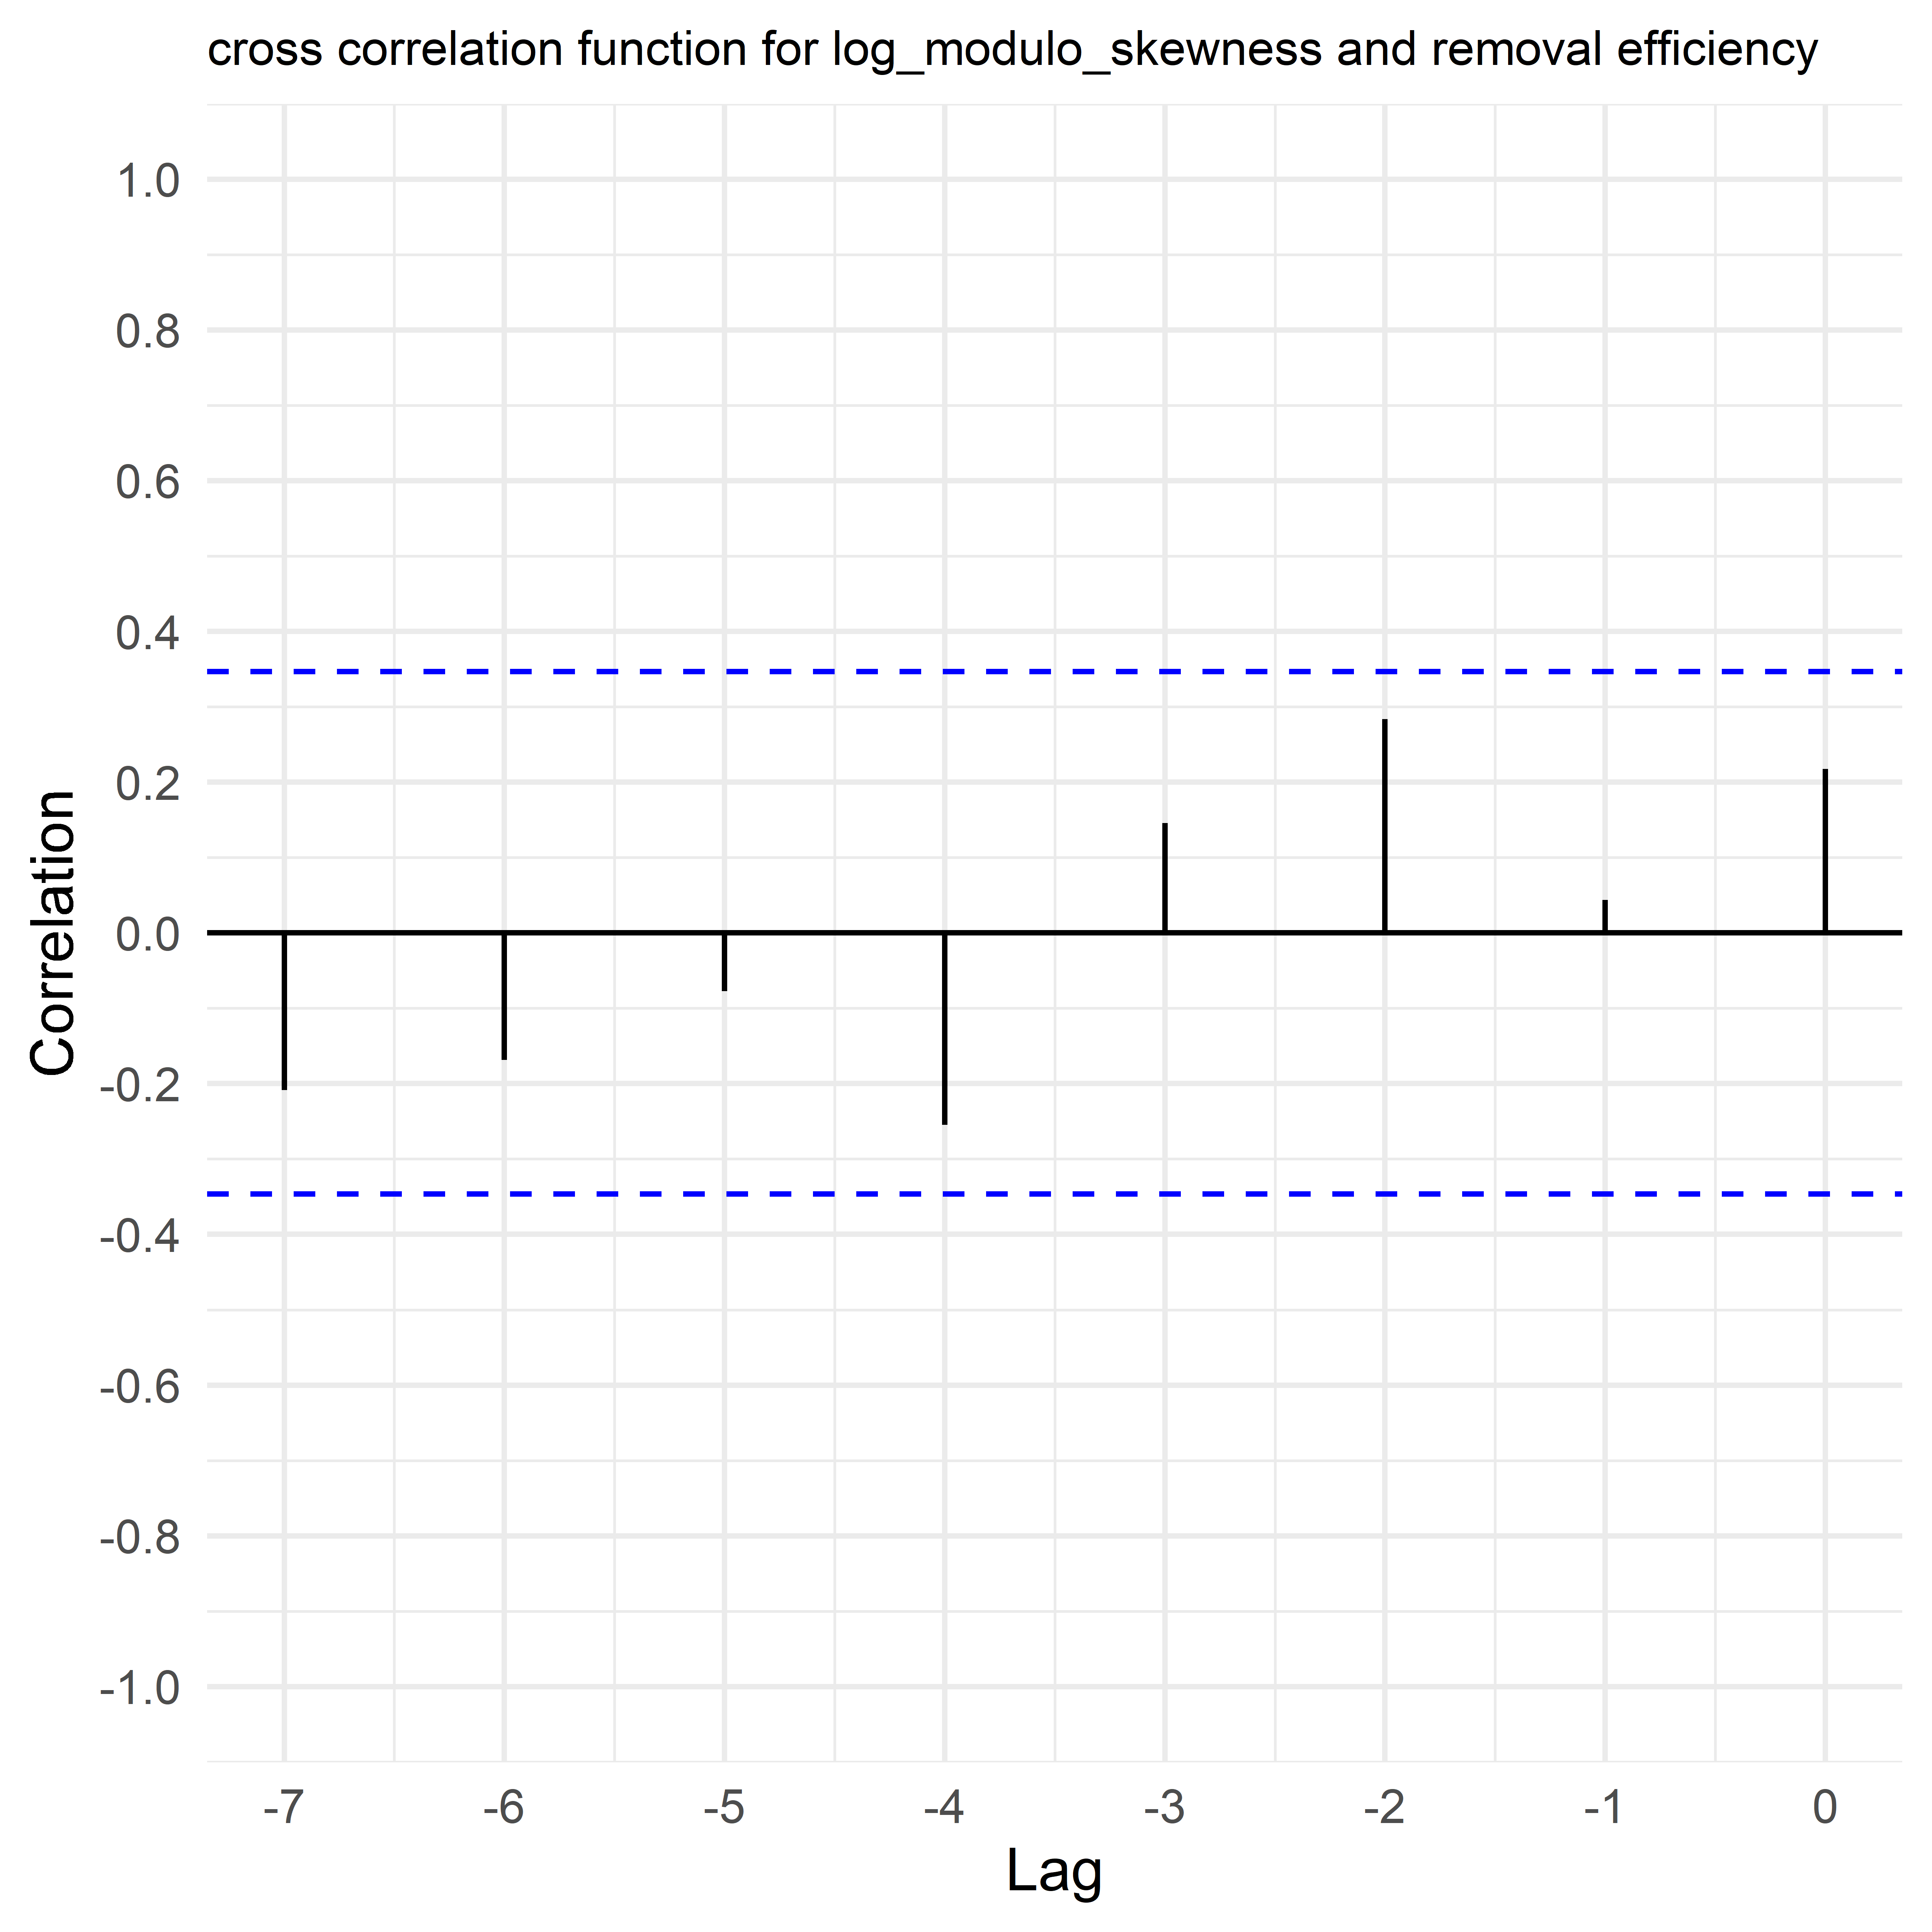 cross correlation function for log_modulo_skewness and removal efficiency
1.0
0.8
0.6
0.4
0.2
0.0
-0.2
-0.4
-0.6
-0.8
-1.0
Correlation
-7 -6 -5 -4 -3 -2 -1 0
Lag